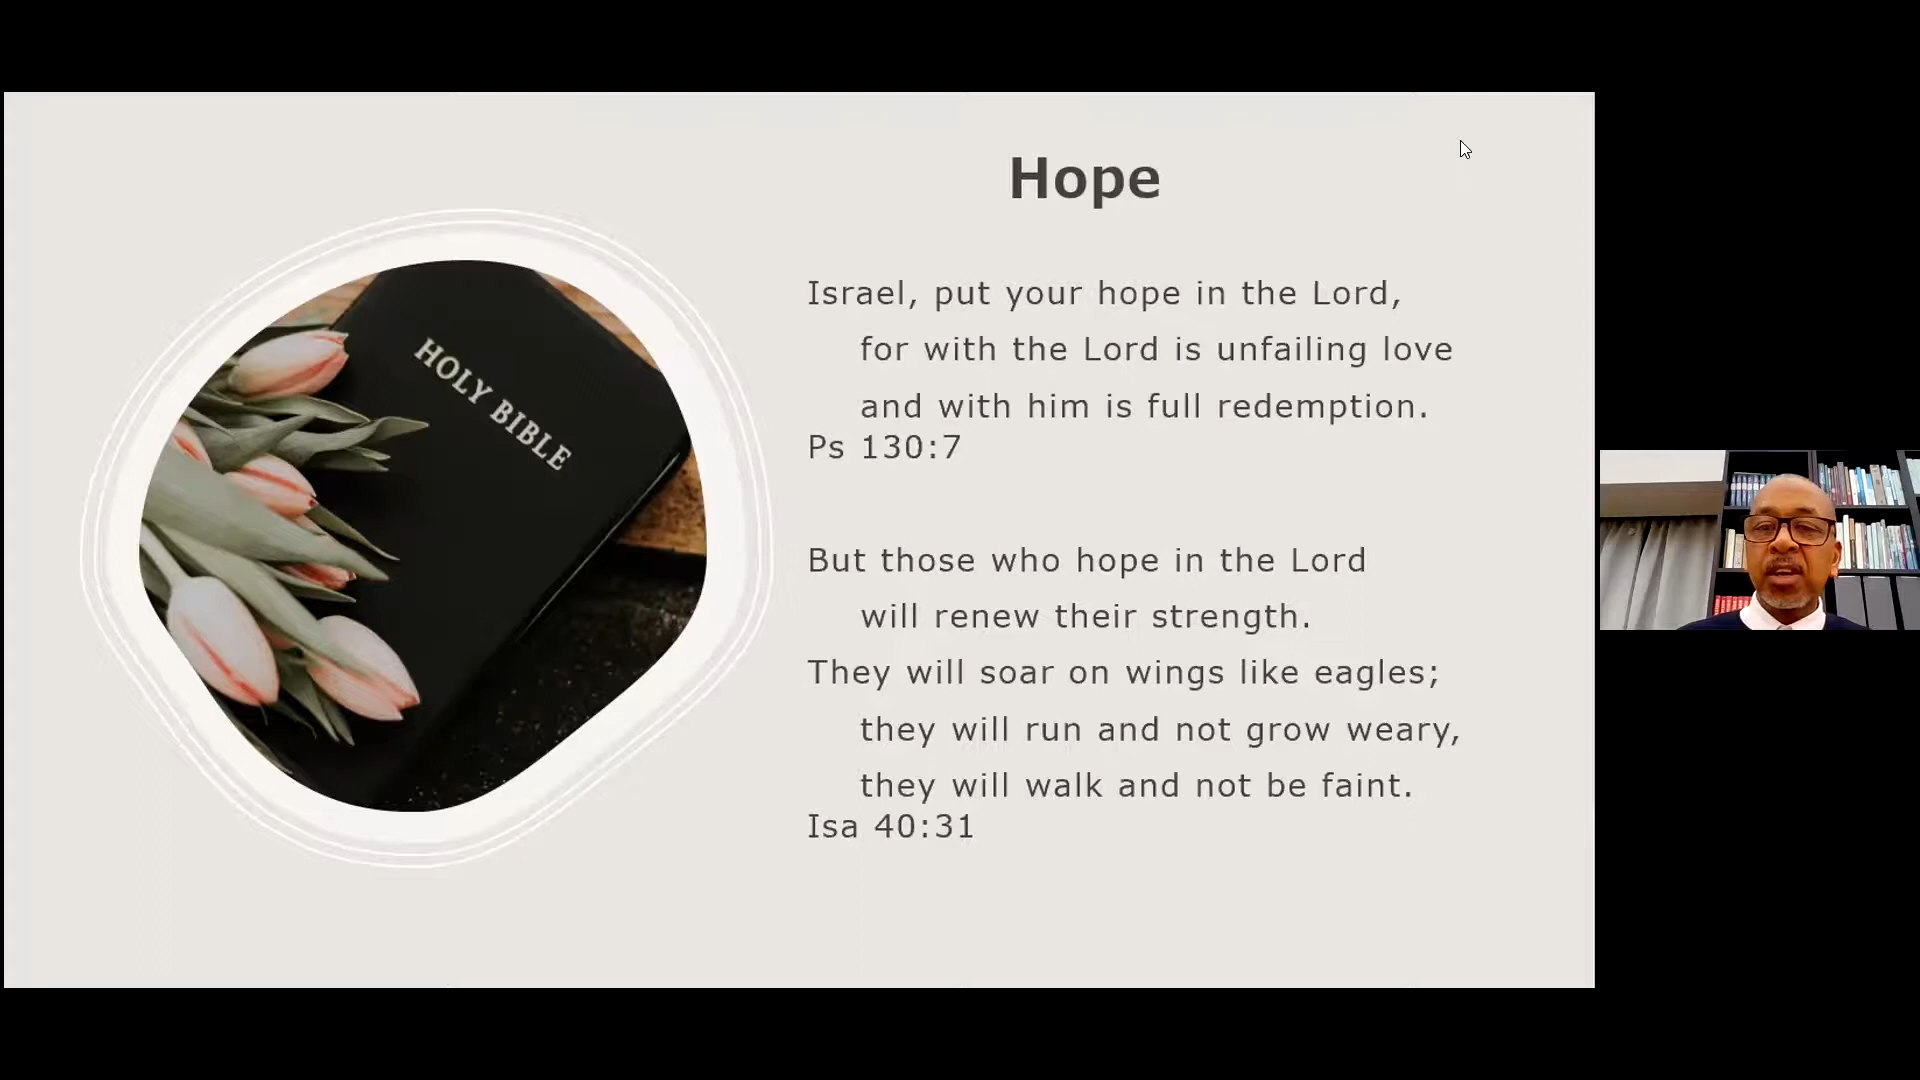 Hope
Israel, put your hope in the Lord,
for with the Lord is unfailing love
and with him is full redemption.
Ps 130:7
But those who hope in the Lord
will renew their strength.
They will soar on wings like eagles;
they will run and not grow weary,
they will walk and not be faint.
Isa 40:31
HOLY BIBLE